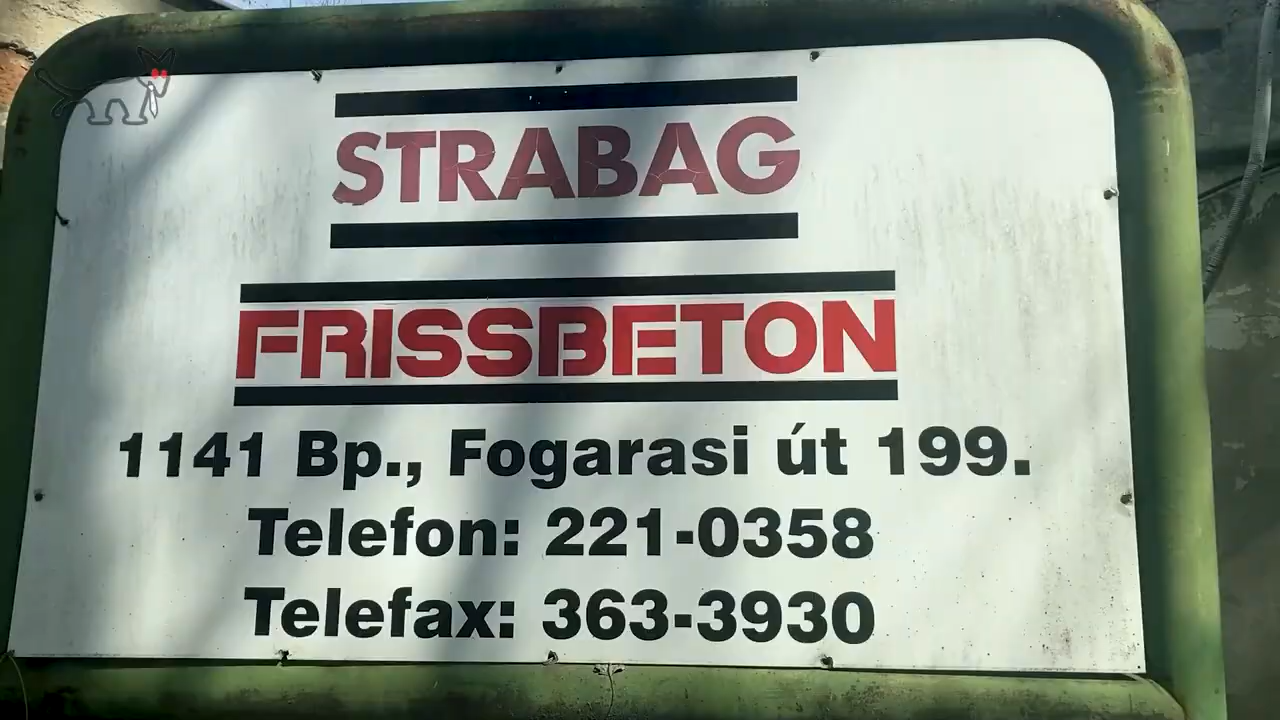 STRABAG
FRISSBETON
1141 Bp., Fogarasi út 199.
Telefon: 221-0358
Telefax: 363-3930